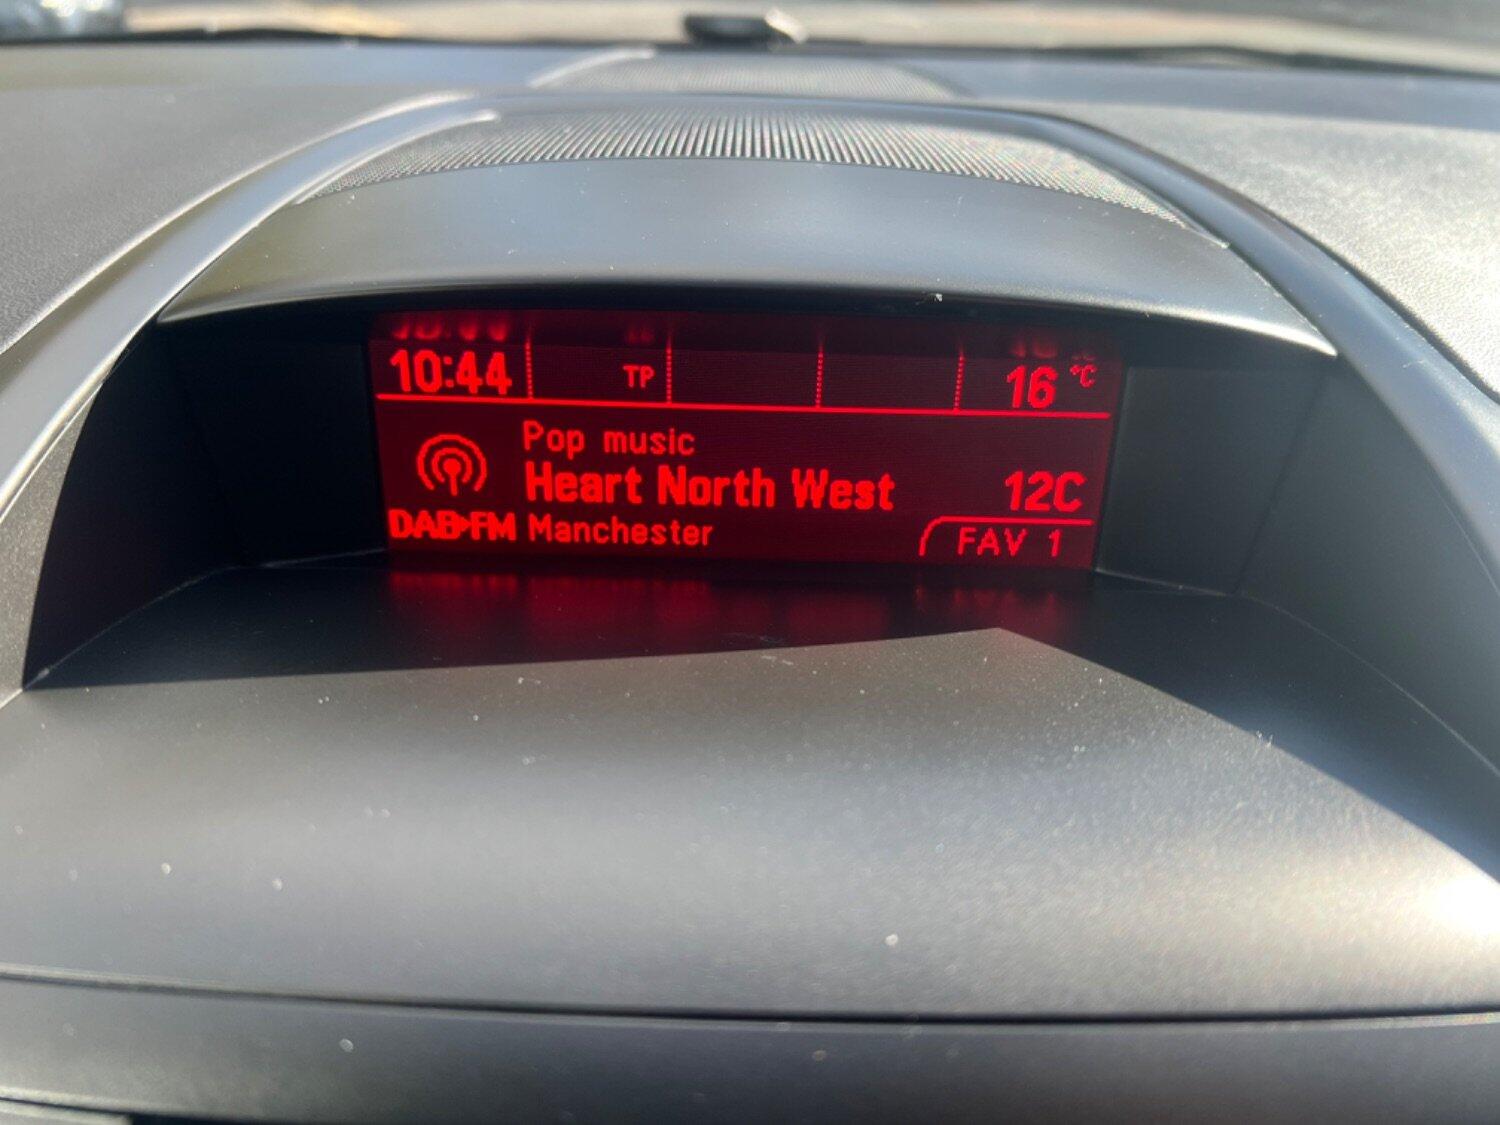 10:44 TP 16 °C
Pop music
Heart North West 12C
DAB▸FM Manchester FAV 1